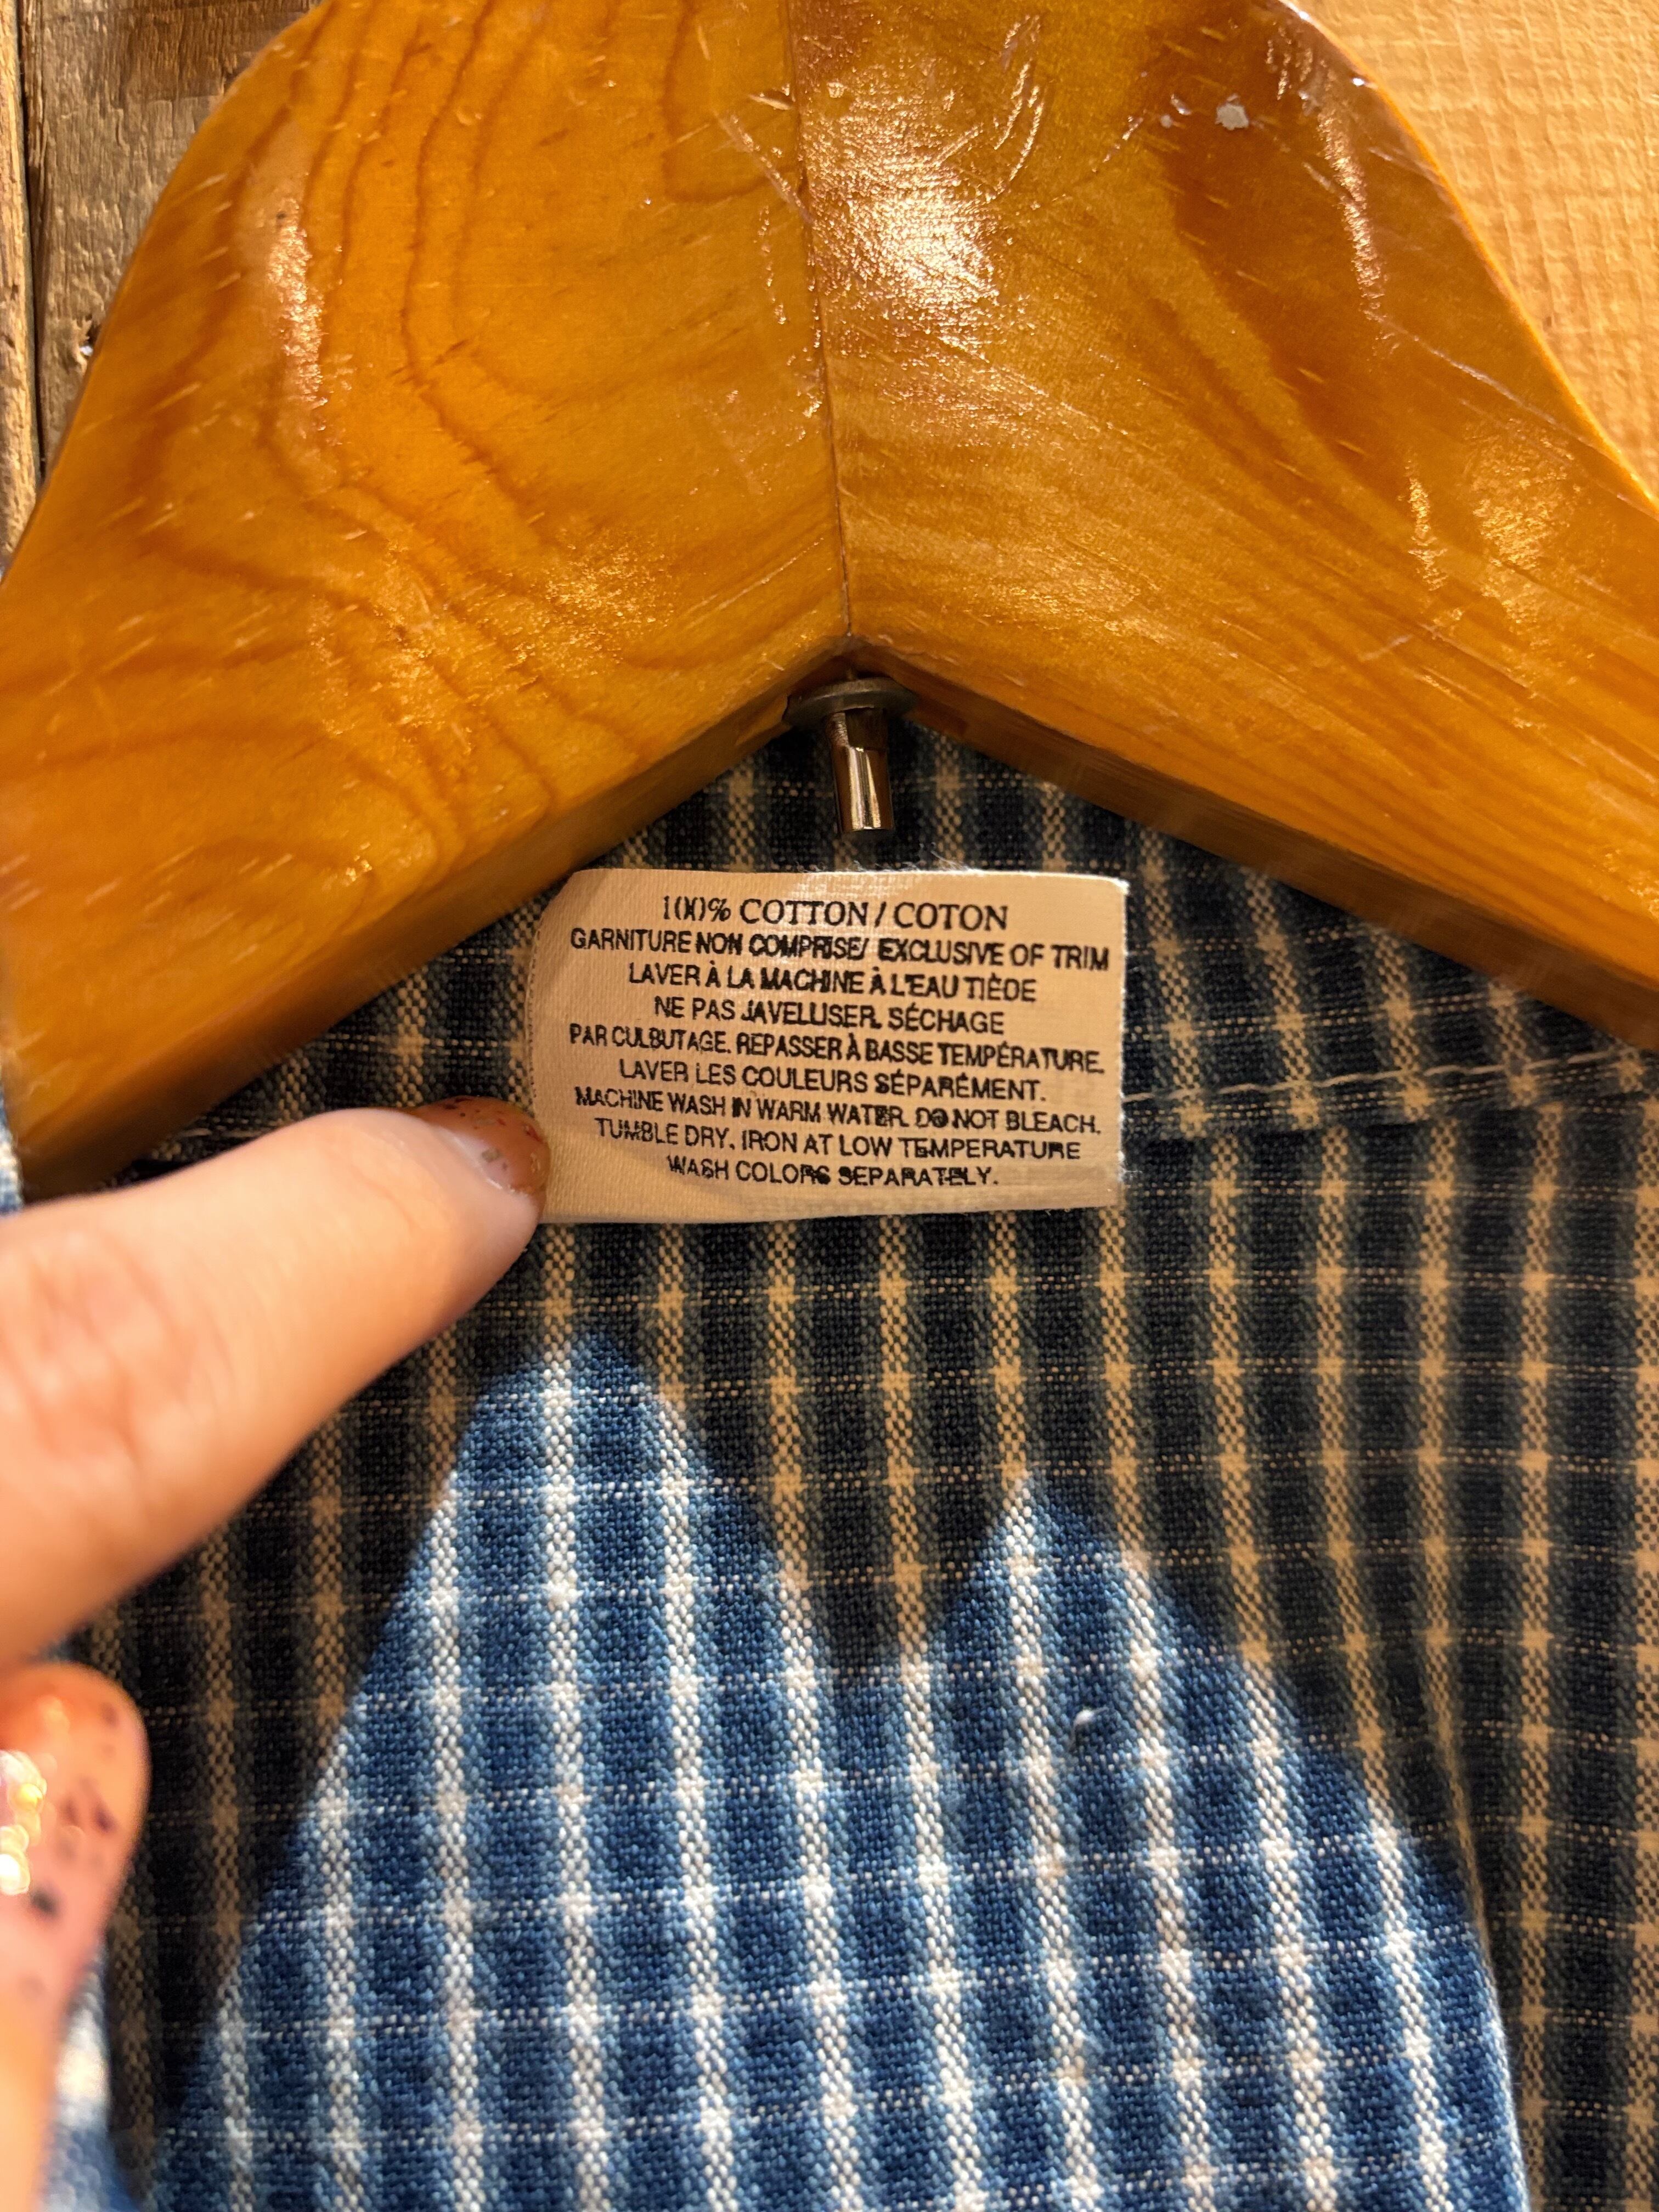 100% COTTON / COTON
GARNITURE NON COMPRISE/ EXCLUSIVE OF TRIM
LAVER À LA MACHINE À L'EAU TIÈDE
NE PAS JAVELLISER. SÉCHAGE
PAR CULBUTAGE. REPASSER À BASSE TEMPÉRATURE.
LAVER LES COULEURS SÉPARÉMENT.
MACHINE WASH IN WARM WATER. DO NOT BLEACH.
TUMBLE DRY. IRON AT LOW TEMPERATURE
WASH COLORS SEPARATELY.